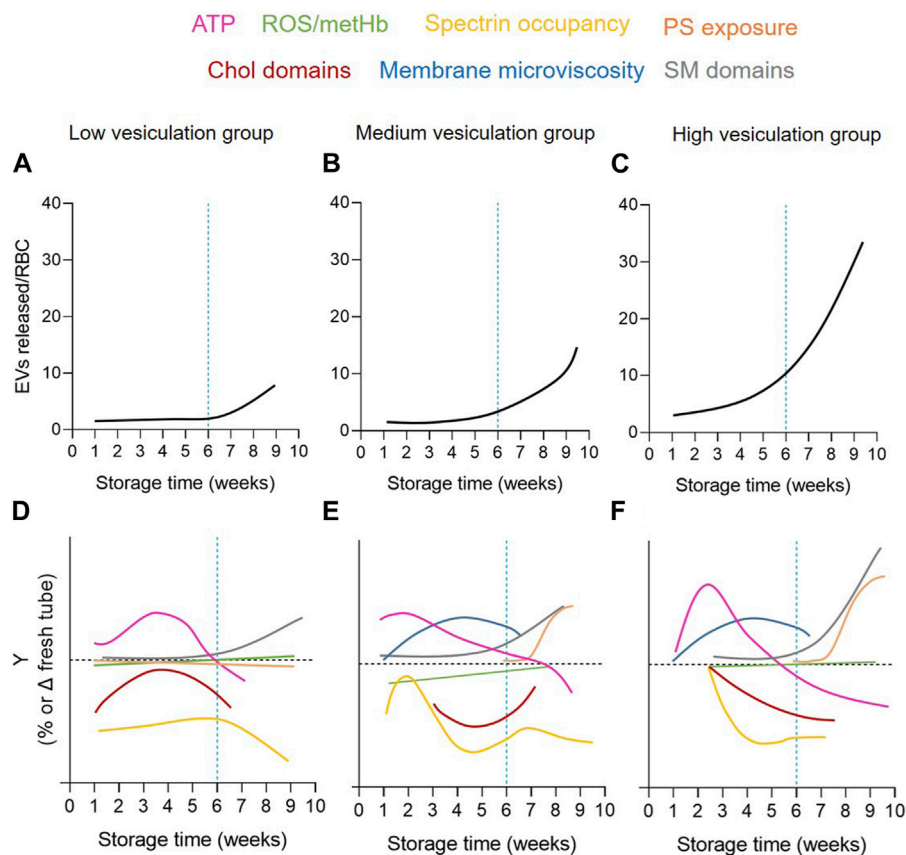 ATP ROS/metHb Spectrin occupancy PS exposure
Chol domains Membrane microviscosity SM domains
Low vesiculation group Medium vesiculation group High vesiculation group
A B C
EVs released/RBC
40 40 40
30 30 30
20 20 20
10 10 10
0 0 0
0 1 2 3 4 5 6 7 8 9 10 0 1 2 3 4 5 6 7 8 9 10 0 1 2 3 4 5 6 7 8 9 10
Storage time (weeks) Storage time (weeks) Storage time (weeks)
D E F
Y
(% or Δ fresh tube)
0 1 2 3 4 5 6 7 8 9 10 0 1 2 3 4 5 6 7 8 9 10 0 1 2 3 4 5 6 7 8 9 10
Storage time (weeks) Storage time (weeks) Storage time (weeks)